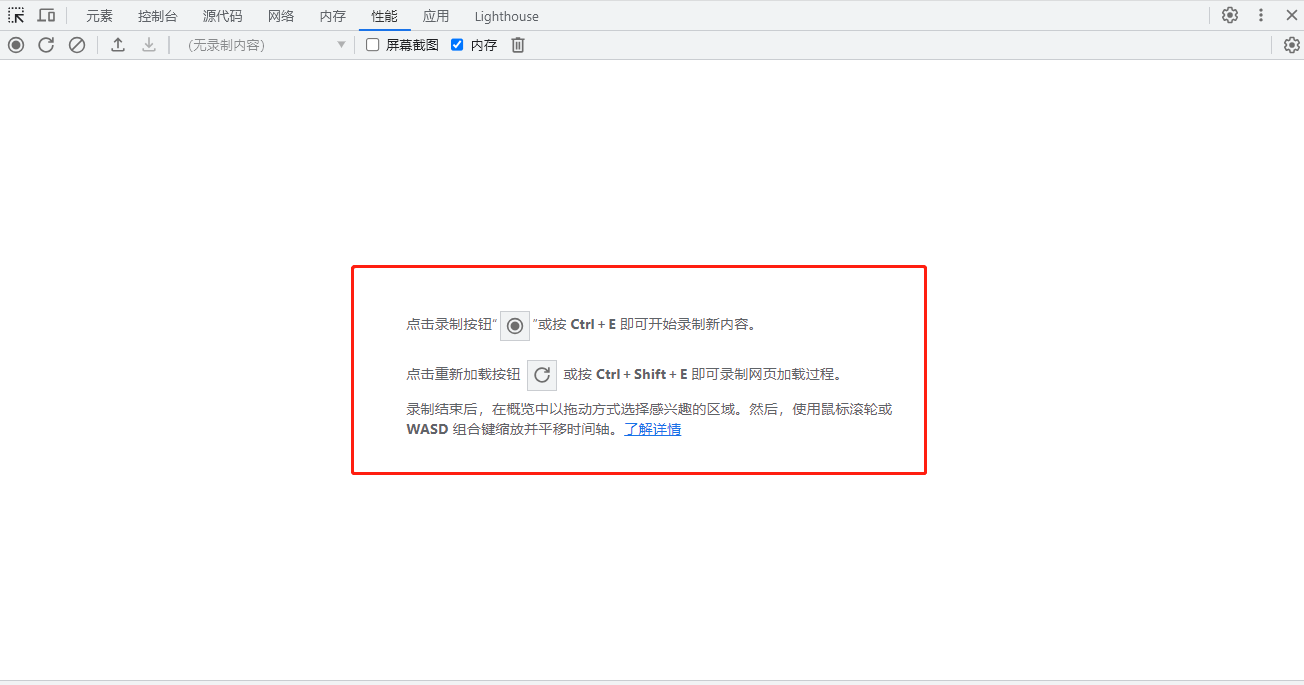 元素 控制台 源代码 网络 内存 性能 应用 Lighthouse
(无录制内容) 屏幕截图 内存
点击录制按钮“ ”或按 Ctrl + E 即可开始录制新内容。
点击重新加载按钮 或按 Ctrl + Shift + E 即可录制网页加载过程。
录制结束后，在概览中以拖动方式选择感兴趣的区域。然后，使用鼠标滚轮或
WASD 组合键缩放并平移时间轴。了解详情